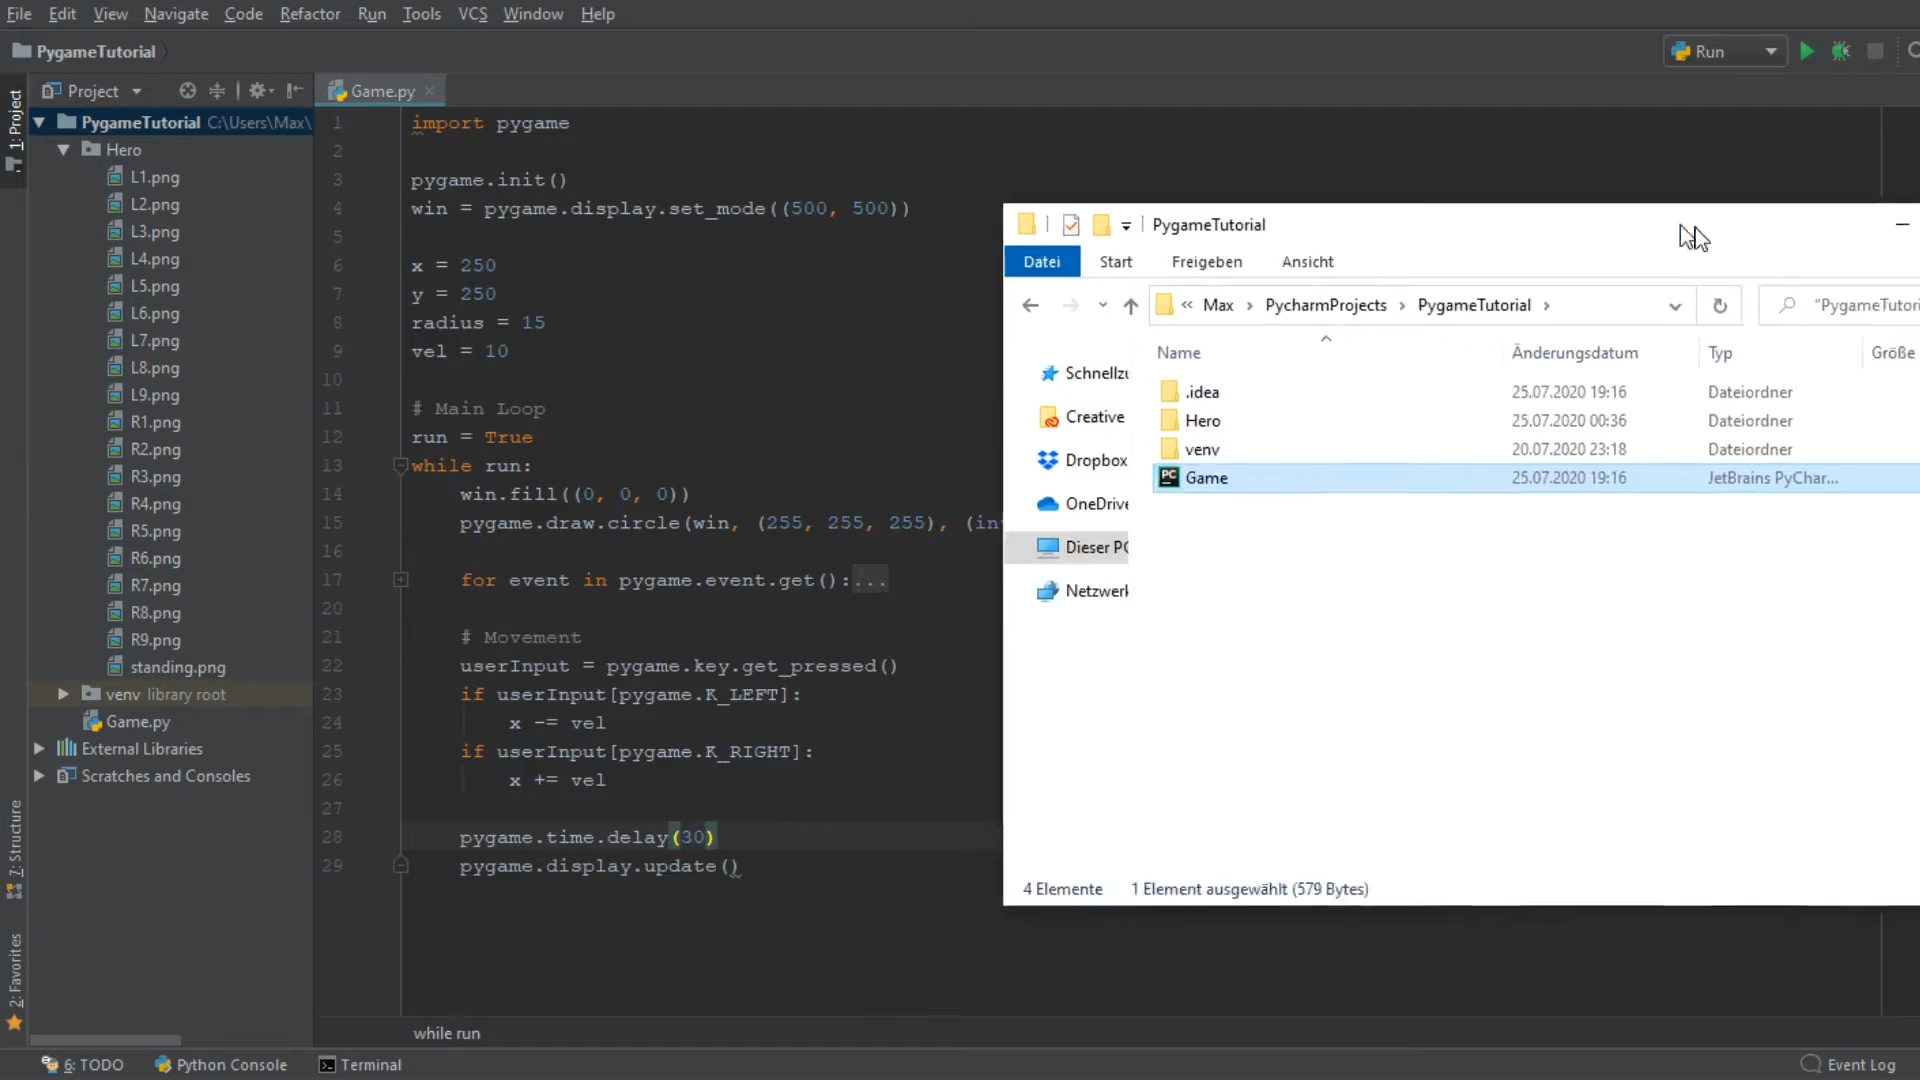 File Edit View Navigate Code Refactor Run Tools VCS Window Help
PygameTutorial
Run
1: Project
Project
PygameTutorial C:\Users\Max\
Hero
L1.png
L2.png
L3.png
L4.png
L5.png
L6.png
L7.png
L8.png
L9.png
R1.png
R2.png
R3.png
R4.png
R5.png
R6.png
R7.png
R8.png
R9.png
standing.png
venv library root
Game.py
External Libraries
Scratches and Consoles
7: Structure
2: Favorites
Game.py
1 import pygame
2
3 pygame.init()
4 win = pygame.display.set_mode((500, 500))
5
6 x = 250
7 y = 250
8 radius = 15
9 vel = 10
10
11 # Main Loop
12 run = True
13 while run:
14 win.fill((0, 0, 0))
15 pygame.draw.circle(win, (255, 255, 255), (in
16
17 for event in pygame.event.get():...
20
21 # Movement
22 userInput = pygame.key.get_pressed()
23 if userInput[pygame.K_LEFT]:
24 x -= vel
25 if userInput[pygame.K_RIGHT]:
26 x += vel
27
28 pygame.time.delay(30)
29 pygame.display.update()
while run
PygameTutorial
Datei Start Freigeben Ansicht
« Max › PycharmProjects › PygameTutorial ›
"PygameTutori
Schnellzu
Creative
Dropbox
OneDrive
Dieser PC
Netzwerk
Name Änderungsdatum Typ Größe
.idea 25.07.2020 19:16 Dateiordner
Hero 25.07.2020 00:36 Dateiordner
venv 20.07.2020 23:18 Dateiordner
PC Game 25.07.2020 19:16 JetBrains PyChar...
4 Elemente 1 Element ausgewählt (579 Bytes)
6: TODO Python Console Terminal Event Log